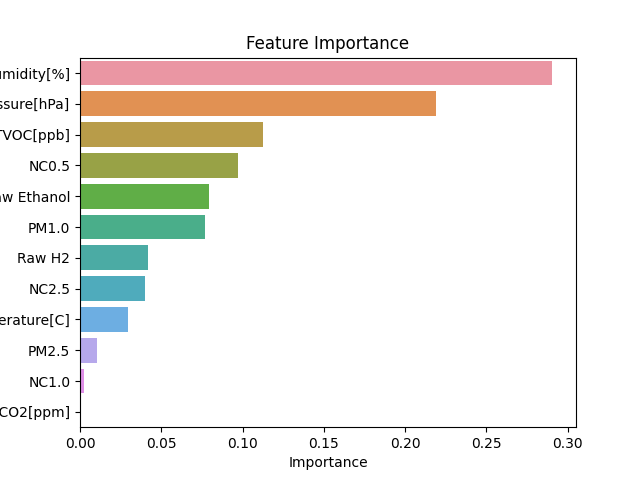 Feature Importance
umidity[%]
ssure[hPa]
TVOC[ppb]
NC0.5
aw Ethanol
PM1.0
Raw H2
NC2.5
erature[C]
PM2.5
NC1.0
CO2[ppm]
0.00 0.05 0.10 0.15 0.20 0.25 0.30
Importance